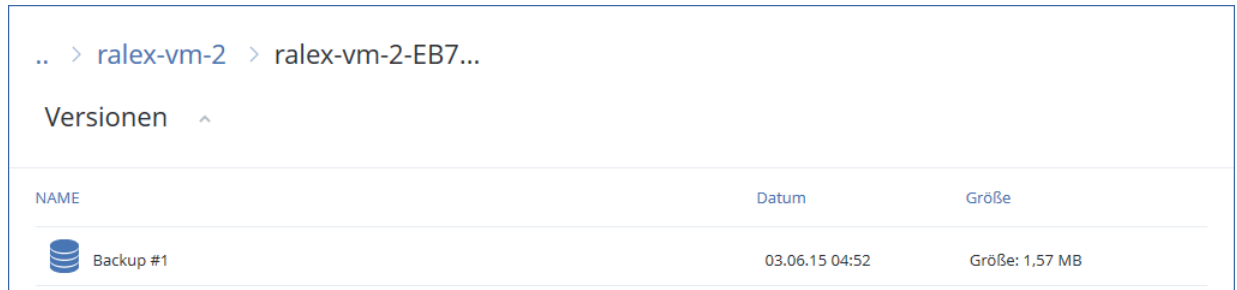 .. > ralex-vm-2 > ralex-vm-2-EB7...
Versionen
NAME Datum Größe
Backup #1 03.06.15 04:52 Größe: 1,57 MB